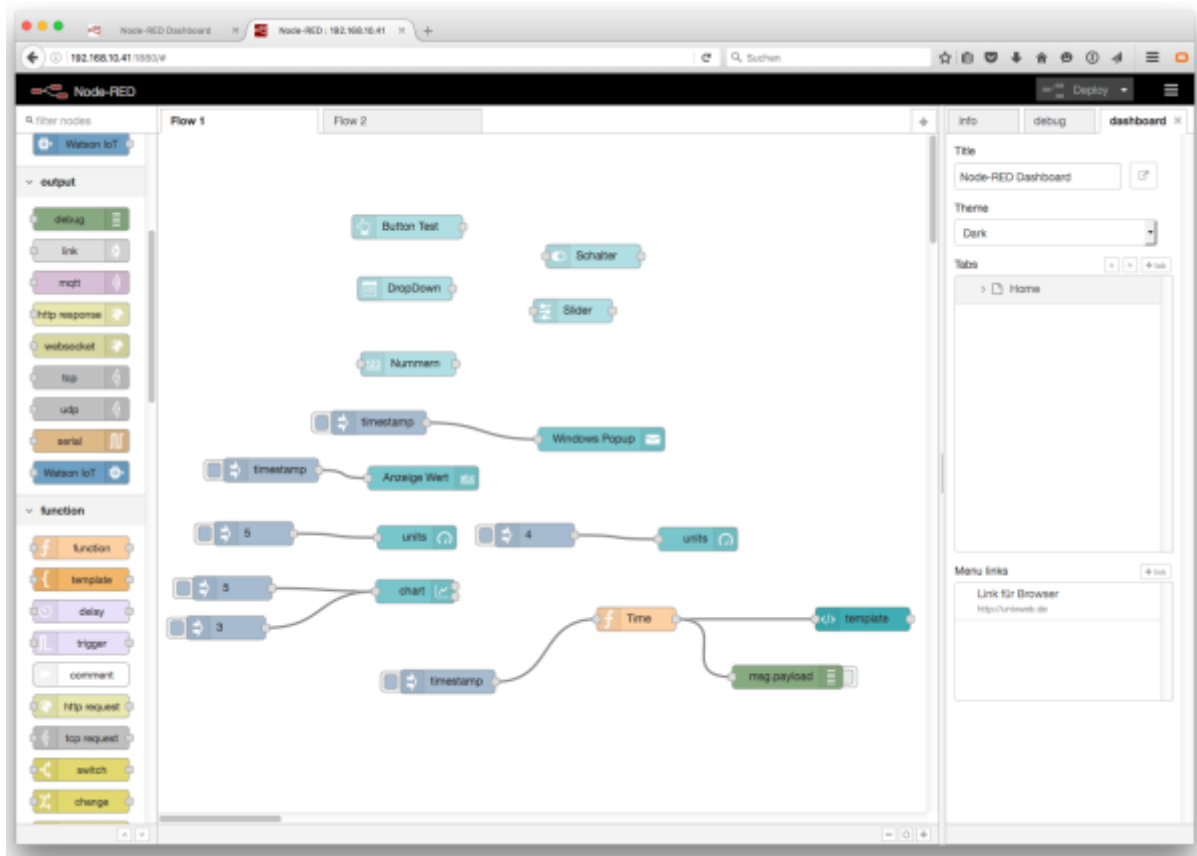 Node-RED Dashboard
Node-RED : 192.168.10.41
192.168.10.41:1880/#
Suchen
Node-RED
Deploy
filter nodes
Flow 1
Flow 2
info
debug
dashboard
Watson IoT
output
debug
link
mqtt
http response
websocket
tcp
udp
serial
Watson IoT
function
function
template
delay
trigger
comment
http request
tcp request
switch
change
Button Test
Schalter
DropDown
Slider
123
Nummern
timestamp
Windows Popup
timestamp
Anzeige Wert
abc
5
units
4
units
5
chart
3
Time
template
timestamp
msg.payload
Title
Node-RED Dashboard
Theme
Dark
Tabs
+ tab
Home
Menu links
Link für Browser